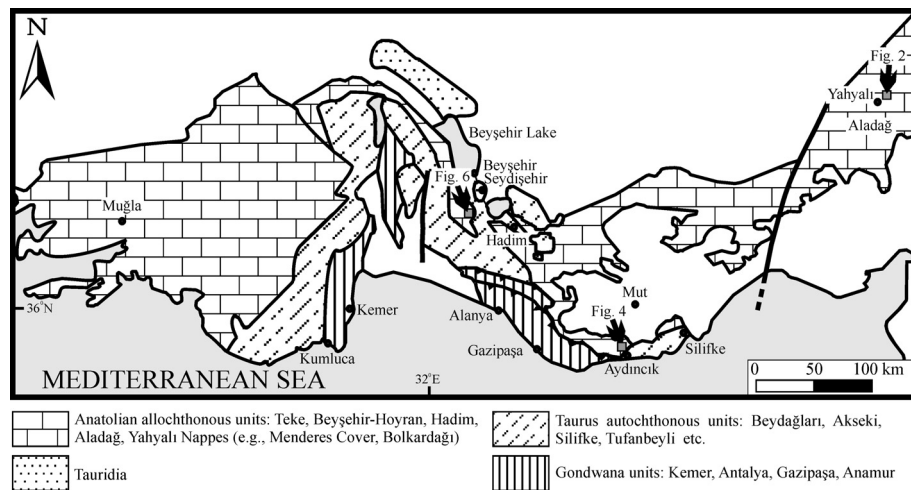 N
Fig. 2
Yahyalı
Aladağ
Beyşehir Lake
Beyşehir
Seydişehir
Fig. 6
Muğla
Hadim
36°N
Kemer
Alanya
Mut
Fig. 4
Kumluca
Gazipaşa
Silifke
Aydıncık
MEDITERRANEAN SEA
32°E
0 50 100 km
Anatolian allochthonous units: Teke, Beyşehir-Hoyran, Hadim,
Aladağ, Yahyalı Nappes (e.g., Menderes Cover, Bolkardağı)
Tauridia
Taurus autochthonous units: Beydağları, Akseki,
Silifke, Tufanbeyli etc.
Gondwana units: Kemer, Antalya, Gazipaşa, Anamur